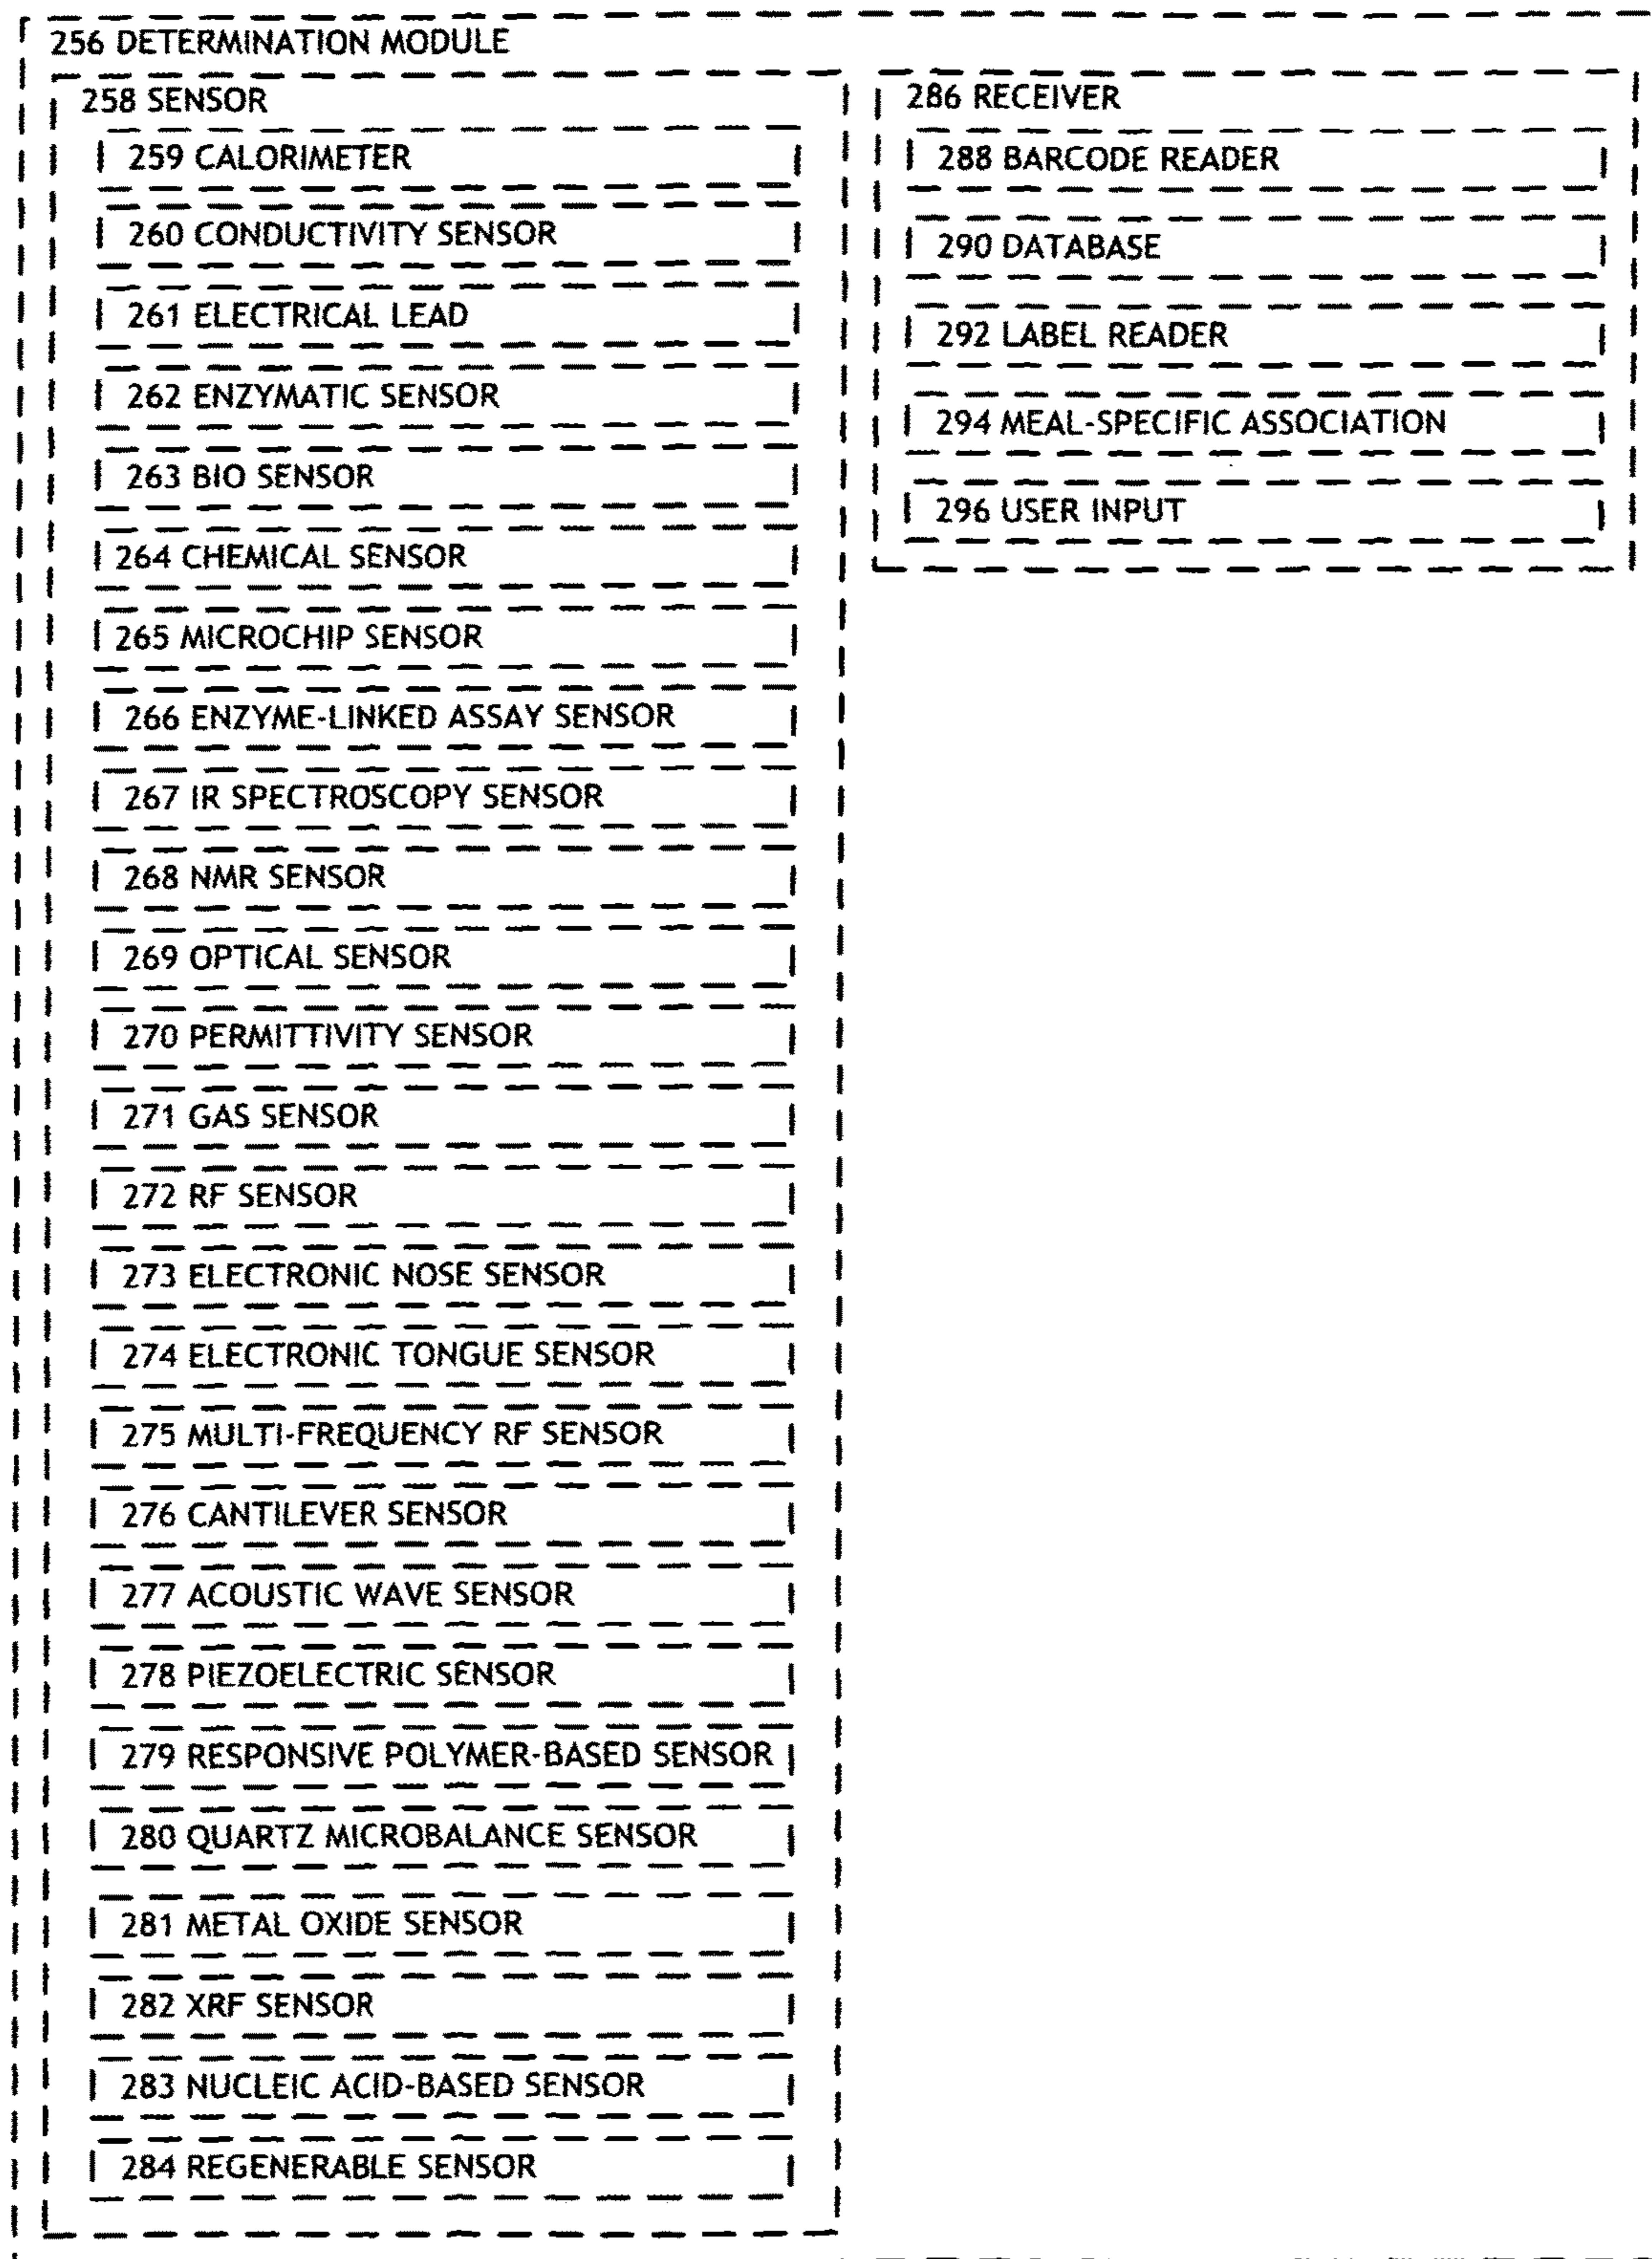 256 DETERMINATION MODULE
258 SENSOR
259 CALORIMETER
260 CONDUCTIVITY SENSOR
261 ELECTRICAL LEAD
262 ENZYMATIC SENSOR
263 BIO SENSOR
264 CHEMICAL SENSOR
265 MICROCHIP SENSOR
266 ENZYME-LINKED ASSAY SENSOR
267 IR SPECTROSCOPY SENSOR
268 NMR SENSOR
269 OPTICAL SENSOR
270 PERMITTIVITY SENSOR
271 GAS SENSOR
272 RF SENSOR
273 ELECTRONIC NOSE SENSOR
274 ELECTRONIC TONGUE SENSOR
275 MULTI-FREQUENCY RF SENSOR
276 CANTILEVER SENSOR
277 ACOUSTIC WAVE SENSOR
278 PIEZOELECTRIC SENSOR
279 RESPONSIVE POLYMER-BASED SENSOR
280 QUARTZ MICROBALANCE SENSOR
281 METAL OXIDE SENSOR
282 XRF SENSOR
283 NUCLEIC ACID-BASED SENSOR
284 REGENERABLE SENSOR
286 RECEIVER
288 BARCODE READER
290 DATABASE
292 LABEL READER
294 MEAL-SPECIFIC ASSOCIATION
296 USER INPUT